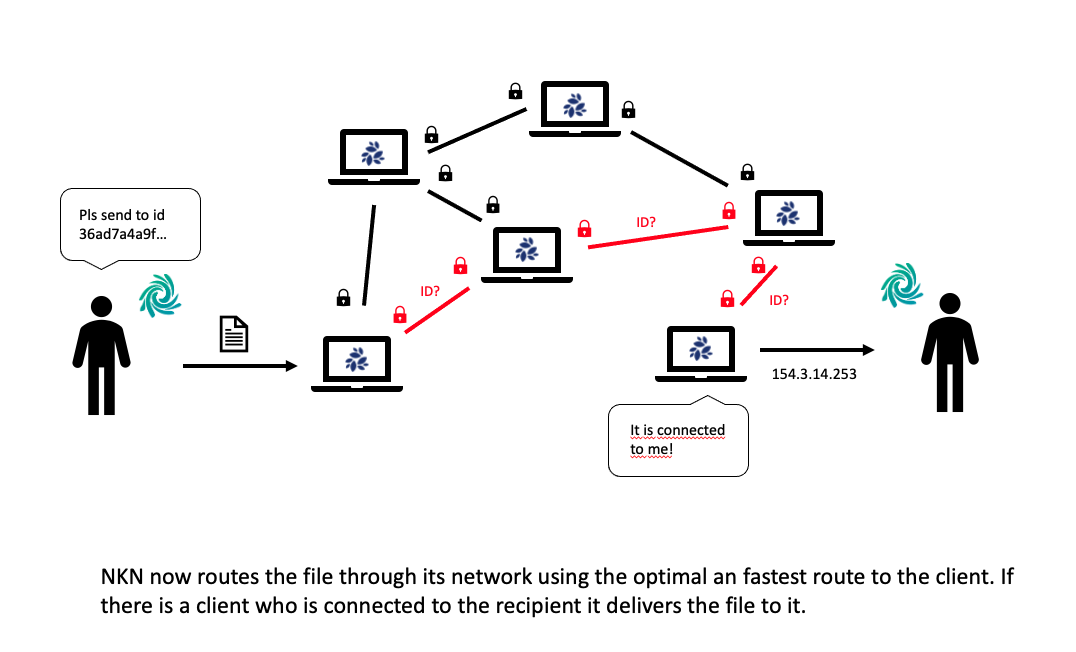 Pls send to id
36ad7a4a9f...
ID?
ID?
ID?
154.3.14.253
It is connected
to me!
NKN now routes the file through its network using the optimal an fastest route to the client. If
there is a client who is connected to the recipient it delivers the file to it.